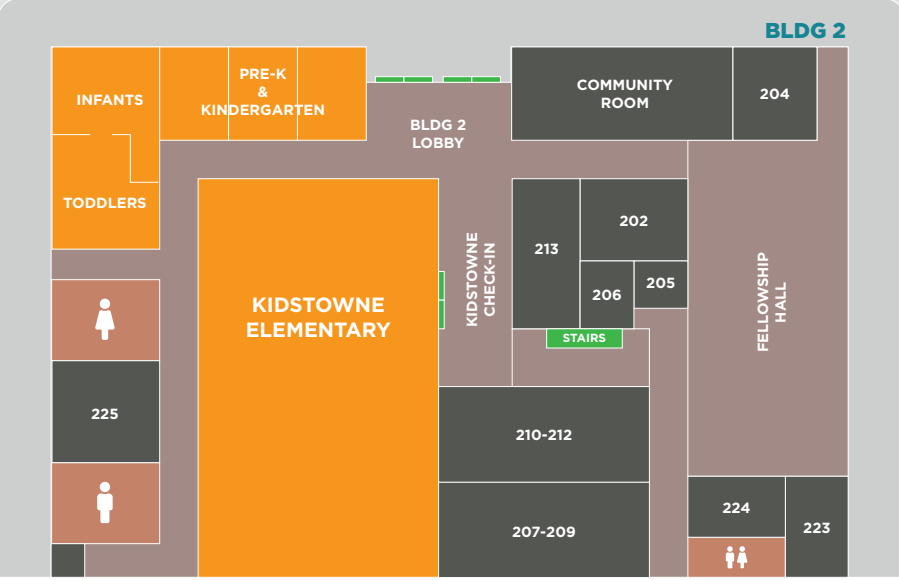 BLDG 2
INFANTS
PRE-K
&
KINDERGARTEN
BLDG 2
LOBBY
COMMUNITY
ROOM
204
TODDLERS
KIDSTOWNE
ELEMENTARY
KIDSTOWNE
CHECK-IN
213
202
206
205
STAIRS
FELLOWSHIP
HALL
225
210-212
207-209
224
223